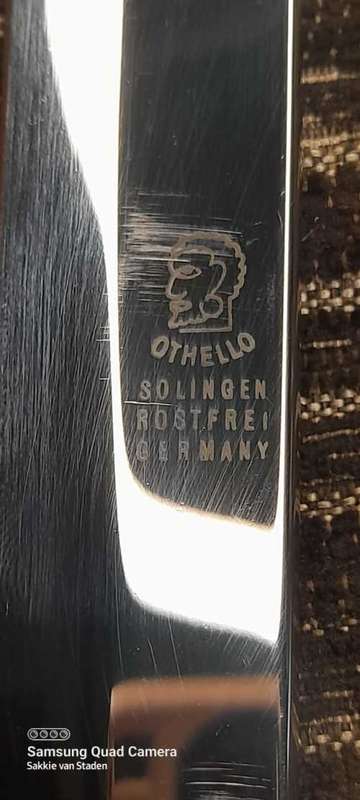 OTHELLO
SOLINGEN
ROSTFREI
GERMANY
Samsung Quad Camera
Sakkie van Staden